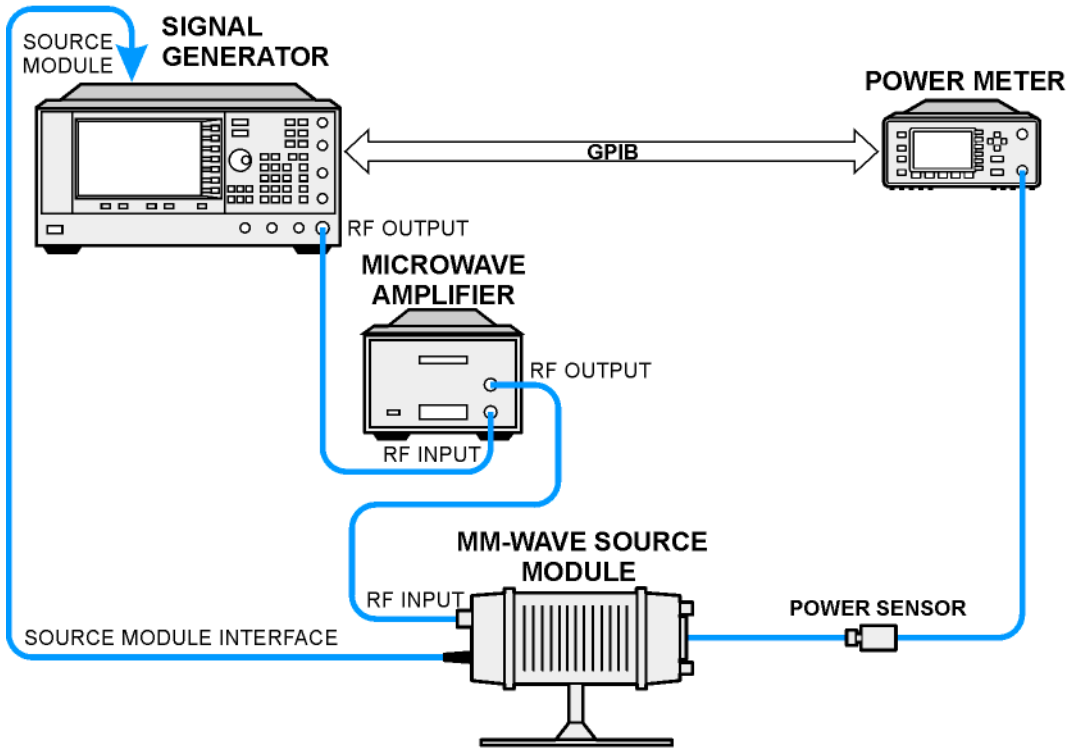 SIGNAL
GENERATOR
SOURCE
MODULE
POWER METER
GPIB
RF OUTPUT
MICROWAVE
AMPLIFIER
RF OUTPUT
RF INPUT
MM-WAVE SOURCE
MODULE
RF INPUT
POWER SENSOR
SOURCE MODULE INTERFACE